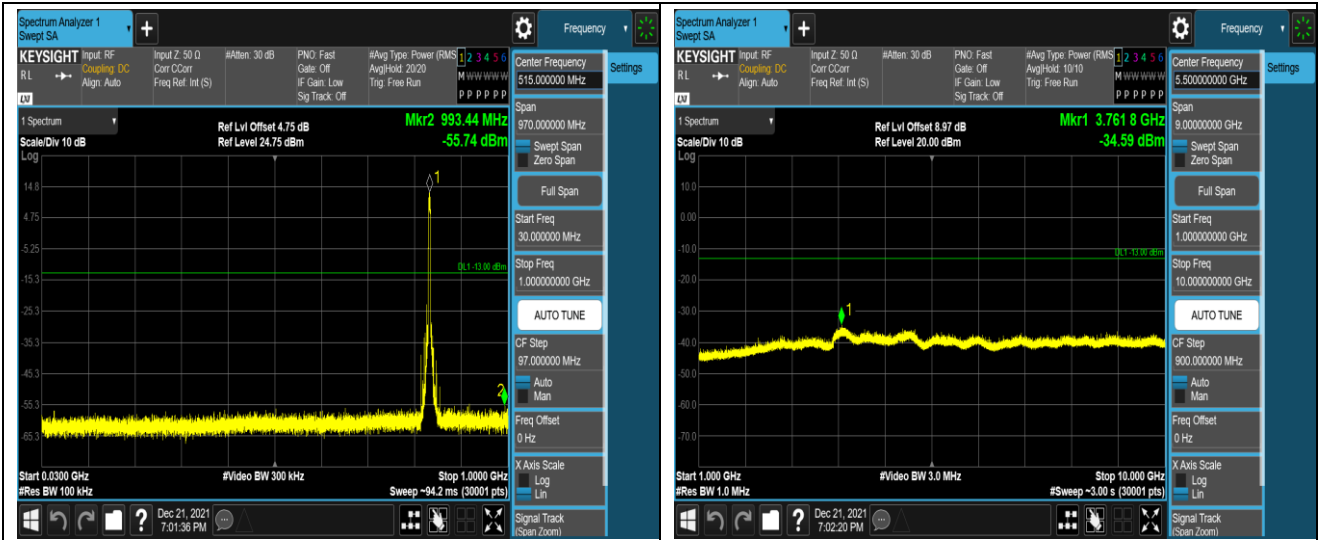 Spectrum Analyzer 1
Swept SA
+
Frequency
KEYSIGHT
Input: RF
Coupling: DC
Align: Auto
Input Z: 50 Ω
Corr CCorr
Freq Ref: Int (S)
#Atten: 30 dB
PNO: Fast
Gate: Off
IF Gain: Low
Sig Track: Off
#Avg Type: Power (RMS
Avg|Hold: 20/20
Trig: Free Run
1 2 3 4 5 6
M W W W W W
P P P P P P
RL
LXI
Center Frequency
515.000000 MHz
Settings
Span
970.000000 MHz
Swept Span
Zero Span
Full Span
Start Freq
30.000000 MHz
Stop Freq
1.000000000 GHz
AUTO TUNE
CF Step
97.000000 MHz
Auto
Man
Freq Offset
0 Hz
X Axis Scale
Log
Lin
Signal Track
(Span Zoom)
1 Spectrum
Scale/Div 10 dB
Log
Ref Lvl Offset 4.75 dB
Ref Level 24.75 dBm
Mkr2 993.44 MHz
-55.74 dBm
1
14.8
4.75
-5.25
DL1 -13.00 dBm
-15.3
-25.3
-35.3
-45.3
2
-55.3
-65.3
Start 0.0300 GHz
#Res BW 100 kHz
#Video BW 300 kHz
Stop 1.0000 GHz
Sweep ~94.2 ms (30001 pts)
?
Dec 21, 2021
7:01:36 PM
Spectrum Analyzer 1
Swept SA
+
Frequency
KEYSIGHT
Input: RF
Coupling: DC
Align: Auto
Input Z: 50 Ω
Corr CCorr
Freq Ref: Int (S)
#Atten: 30 dB
PNO: Fast
Gate: Off
IF Gain: Low
Sig Track: Off
#Avg Type: Power (RMS
Avg|Hold: 10/10
Trig: Free Run
1 2 3 4 5 6
M W W W W W
P P P P P P
RL
LXI
Center Frequency
5.500000000 GHz
Settings
Span
9.00000000 GHz
Swept Span
Zero Span
Full Span
Start Freq
1.000000000 GHz
Stop Freq
10.000000000 GHz
AUTO TUNE
CF Step
900.000000 MHz
Auto
Man
Freq Offset
0 Hz
X Axis Scale
Log
Lin
Signal Track
(Span Zoom)
1 Spectrum
Scale/Div 10 dB
Log
Ref Lvl Offset 8.97 dB
Ref Level 20.00 dBm
Mkr1 3.761 8 GHz
-34.59 dBm
10.0
0.00
-10.0
DL1 -13.00 dBm
-20.0
-30.0
1
-40.0
-50.0
-60.0
-70.0
Start 1.000 GHz
#Res BW 1.0 MHz
#Video BW 3.0 MHz
Stop 10.000 GHz
#Sweep ~3.00 s (30001 pts)
?
Dec 21, 2021
7:02:20 PM